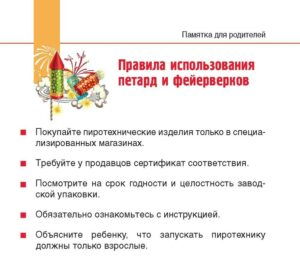 Памятка для родителей
Правила использования
петард и фейерверков
Покупайте пиротехнические изделия только в специа-
лизированных магазинах.
Требуйте у продавцов сертификат соответствия.
Посмотрите на срок годности и целостность завод-
ской упаковки.
Обязательно ознакомьтесь с инструкцией.
Объясните ребенку, что запускать пиротехнику
должны только взрослые.